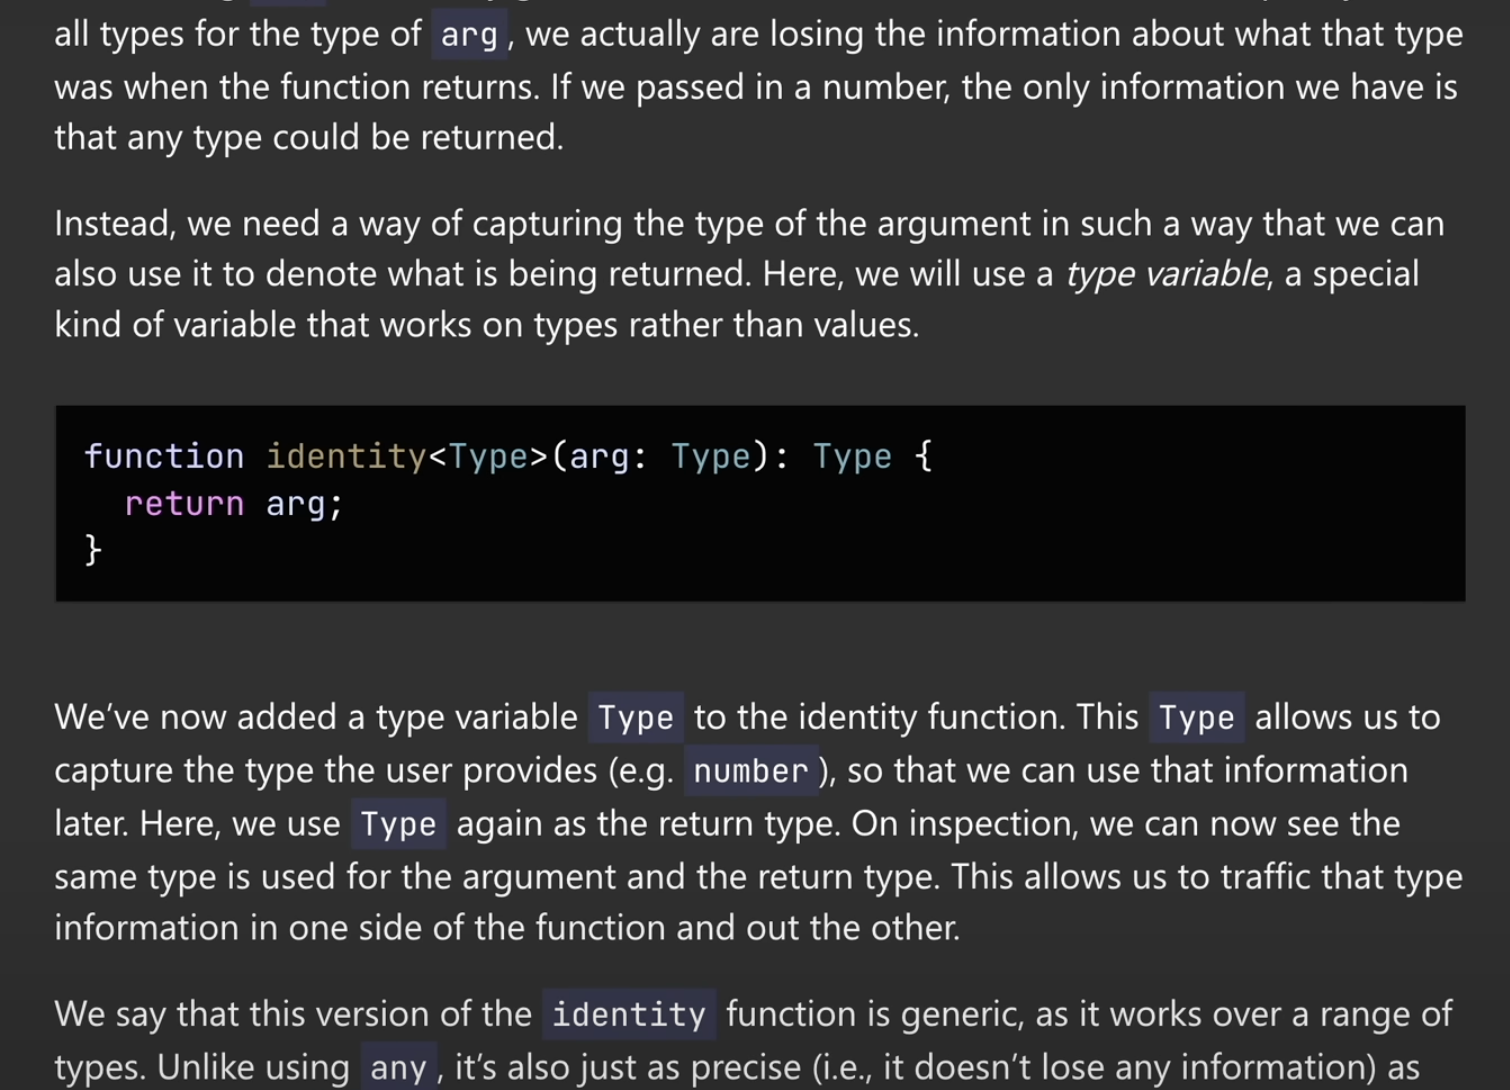 all types for the type of arg, we actually are losing the information about what that type
was when the function returns. If we passed in a number, the only information we have is
that any type could be returned.
Instead, we need a way of capturing the type of the argument in such a way that we can
also use it to denote what is being returned. Here, we will use a type variable, a special
kind of variable that works on types rather than values.
function identity<Type>(arg: Type): Type {
  return arg;
}
We’ve now added a type variable Type to the identity function. This Type allows us to
capture the type the user provides (e.g. number), so that we can use that information
later. Here, we use Type again as the return type. On inspection, we can now see the
same type is used for the argument and the return type. This allows us to traffic that type
information in one side of the function and out the other.
We say that this version of the identity function is generic, as it works over a range of
types. Unlike using any, it’s also just as precise (i.e., it doesn’t lose any information) as